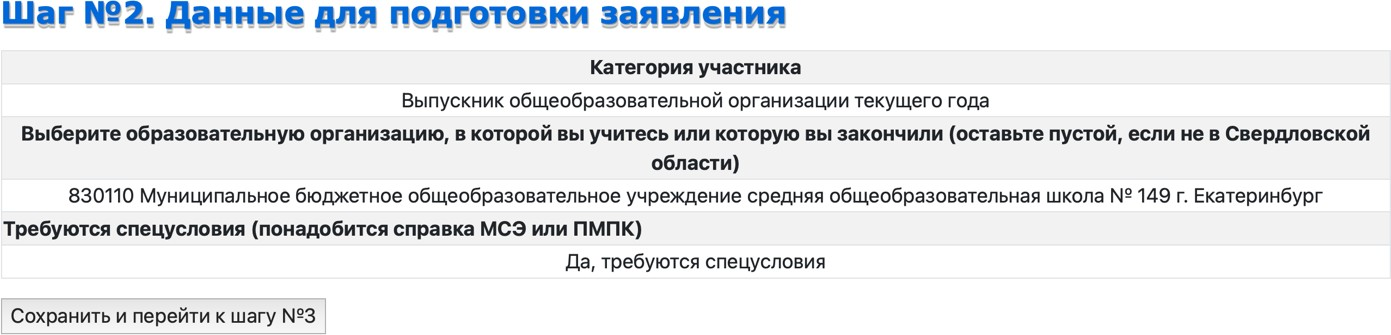 Шаг №2. Данные для подготовки заявления
Категория участника
Выпускник общеобразовательной организации текущего года
Выберите образовательную организацию, в которой вы учитесь или которую вы закончили (оставьте пустой, если не в Свердловской
области)
830110 Муниципальное бюджетное общеобразовательное учреждение средняя общеобразовательная школа № 149 г. Екатеринбург
Требуются спецусловия (понадобится справка МСЭ или ПМПК)
Да, требуются спецусловия
Сохранить и перейти к шагу №3